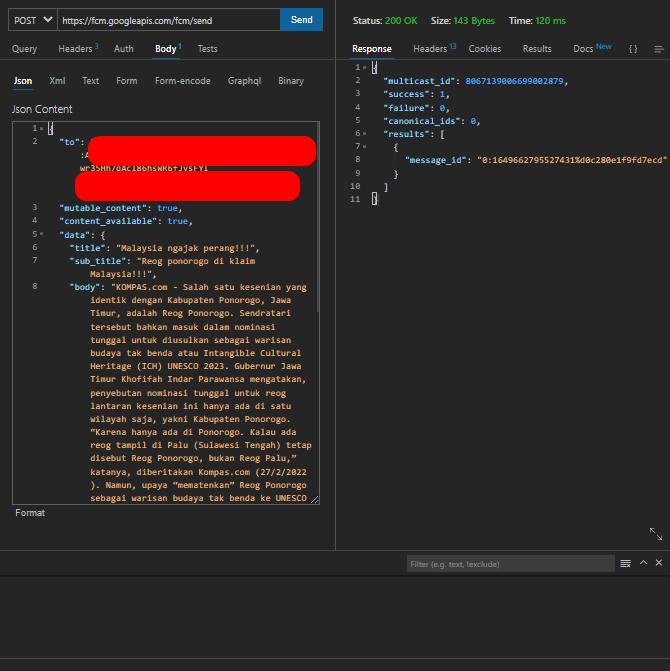 POST https://fcm.googleapis.com/fcm/send Send
Query Headers 3 Auth Body 1 Tests
Json Xml Text Form Form-encode Graphql Binary
Json Content
1 {
2 "to":
:A
3 "mutable_content": true,
4 "content_available": true,
5 "data": {
6 "title": "Malaysia ngajak perang!!!",
7 "sub_title": "Reog ponorogo di klaim
Malaysia!!!",
8 "body": "KOMPAS.com - Salah satu kesenian yang
identik dengan Kabupaten Ponorogo, Jawa
Timur, adalah Reog Ponorogo. Sendratari
tersebut bahkan masuk dalam nominasi
tunggal untuk diusulkan sebagai warisan
budaya tak benda atau Intangible Cultural
Heritage (ICH) UNESCO 2023. Gubernur Jawa
Timur Khofifah Indar Parawansa mengatakan,
penyebutan nominasi tunggal untuk reog
lantaran kesenian ini hanya ada di satu
wilayah saja, yakni Kabupaten Ponorogo.
“Karena hanya ada di Ponorogo. Kalau ada
reog tampil di Palu (Sulawesi Tengah) tetap
disebut Reog Ponorogo, bukan Reog Palu,”
katanya, diberitakan Kompas.com (27/2/2022
). Namun, upaya “mematenkan” Reog Ponorogo
sebagai warisan budaya tak benda ke UNESCO
Format
Status: 200 OK Size: 143 Bytes Time: 120 ms
Response Headers 13 Cookies Results Docs New { }
1 {
2 "multicast_id": 8067139006699002879,
3 "success": 1,
4 "failure": 0,
5 "canonical_ids": 0,
6 "results": [
7 {
8 "message_id": "0:1649662795527431%d0c280e1f9fd7ecd"
9 }
10 ]
11 }
Filter (e.g. text, !exclude)